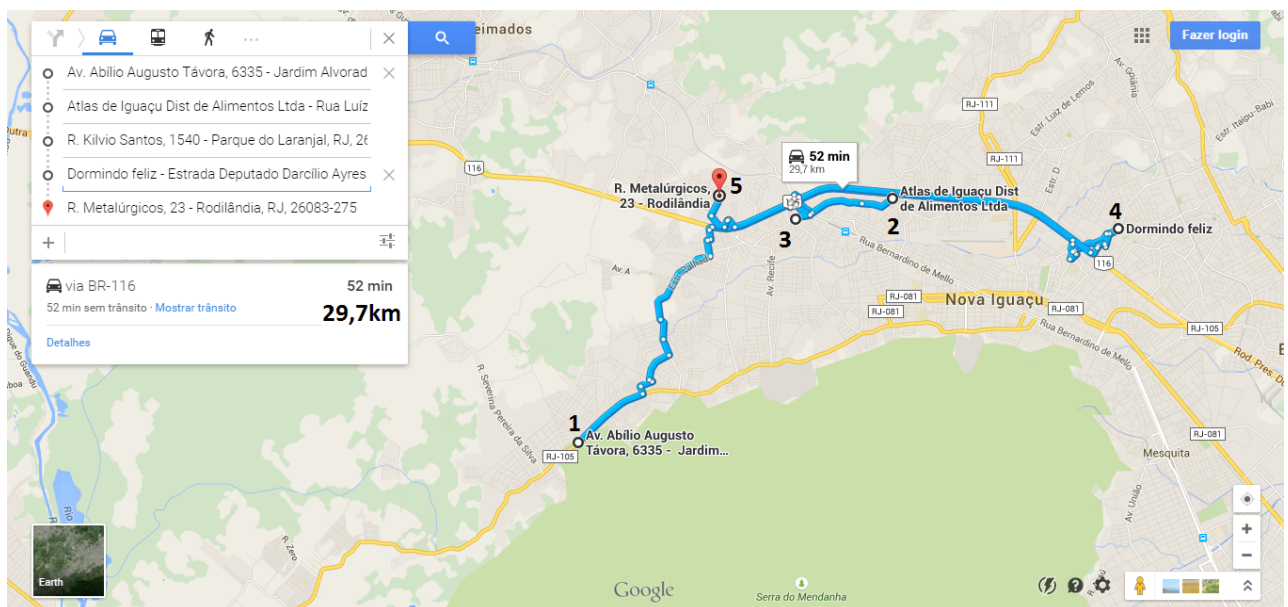 Av. Abílio Augusto Távora, 6335 - Jardim Alvorad
Atlas de Iguaçu Dist de Alimentos Ltda - Rua Luíz
R. Kilvio Santos, 1540 - Parque do Laranjal, RJ, 26
Dormindo feliz - Estrada Deputado Darcílio Ayres
R. Metalúrgicos, 23 - Rodilândia, RJ, 26083-275
via BR-116
52 min
52 min sem trânsito · Mostrar trânsito
29,7km
Detalhes
eimados
Fazer login
Av. Goiânia
RJ-111
Estr. Luiz de Lemos
Estr. Itaipu-Babi
116
52 min
29,7 km
RJ-111
Estr. D
R. Metalúrgicos,
23 - Rodilândia
5
Atlas de Iguaçu Dist
de Alimentos Ltda
3
2
4
Dormindo feliz
Rua Bernardino de Mello
116
Av. A
Av. Recife
Nova Iguaçu
RJ-081
RJ-081
Rua Bernardino de Mello
RJ-105
Rod. Pres. Du
R. Severina Pereira da Silva
1
Av. Abílio Augusto
Távora, 6335 - Jardim...
RJ-105
RJ-081
Mesquita
Av. União
R. Zero
Rio
Earth
Google
Serra do Mendanha